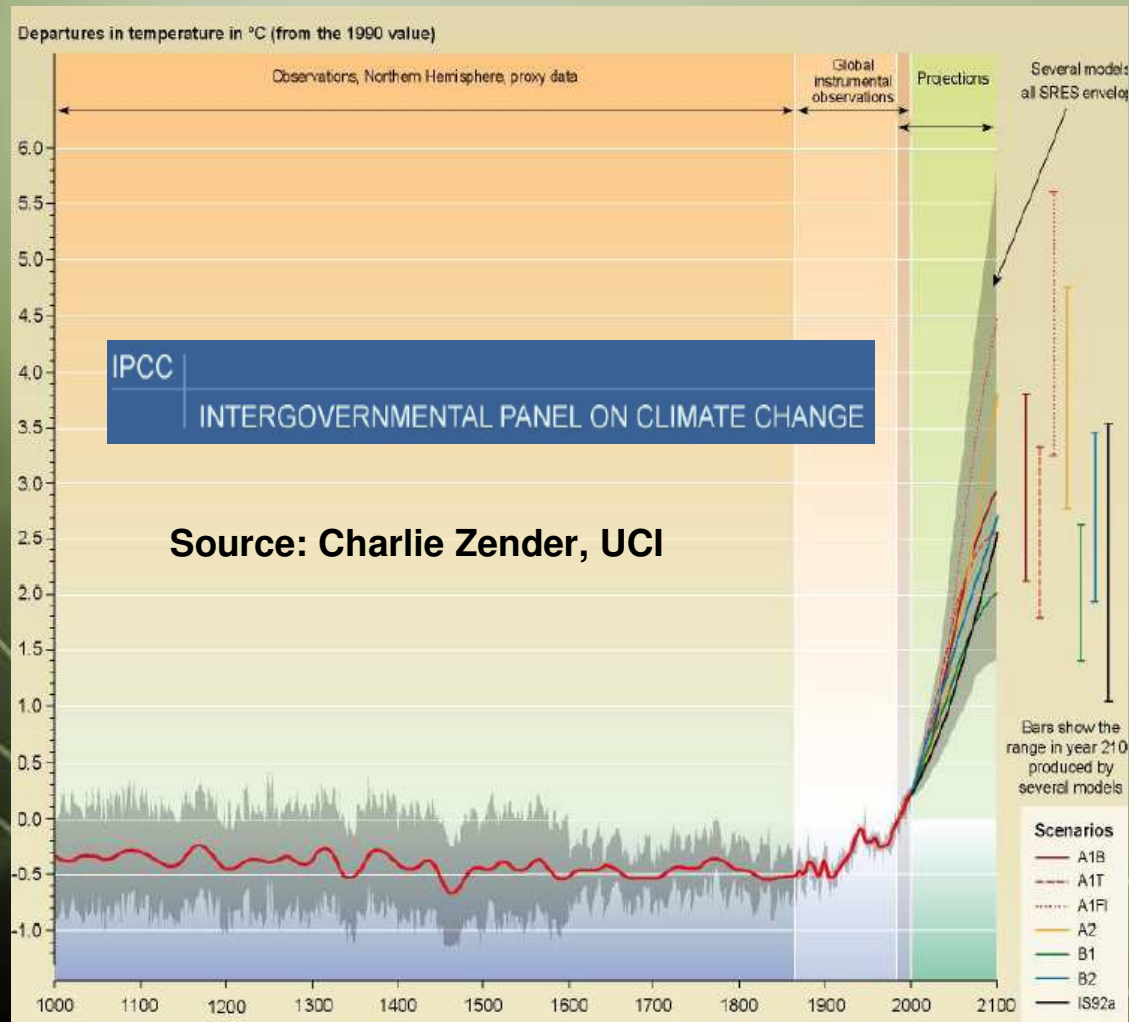 Departures in temperature in °C (from the 1990 value)
Observations, Northern Hemisphere, proxy data
Global
instrumental
observations
Projections
Several models
all SRES envelop
6.0
5.5
5.0
4.5
4.0
3.5
3.0
2.5
2.0
1.5
1.0
0.5
0.0
-0.5
-1.0
IPCC
INTERGOVERNMENTAL PANEL ON CLIMATE CHANGE
Source: Charlie Zender, UCI
Bars show the
range in year 210
produced by
several models
Scenarios
A1B
A1T
A1FI
A2
B1
B2
IS92a
1000 1100 1200 1300 1400 1500 1600 1700 1800 1900 2000 2100